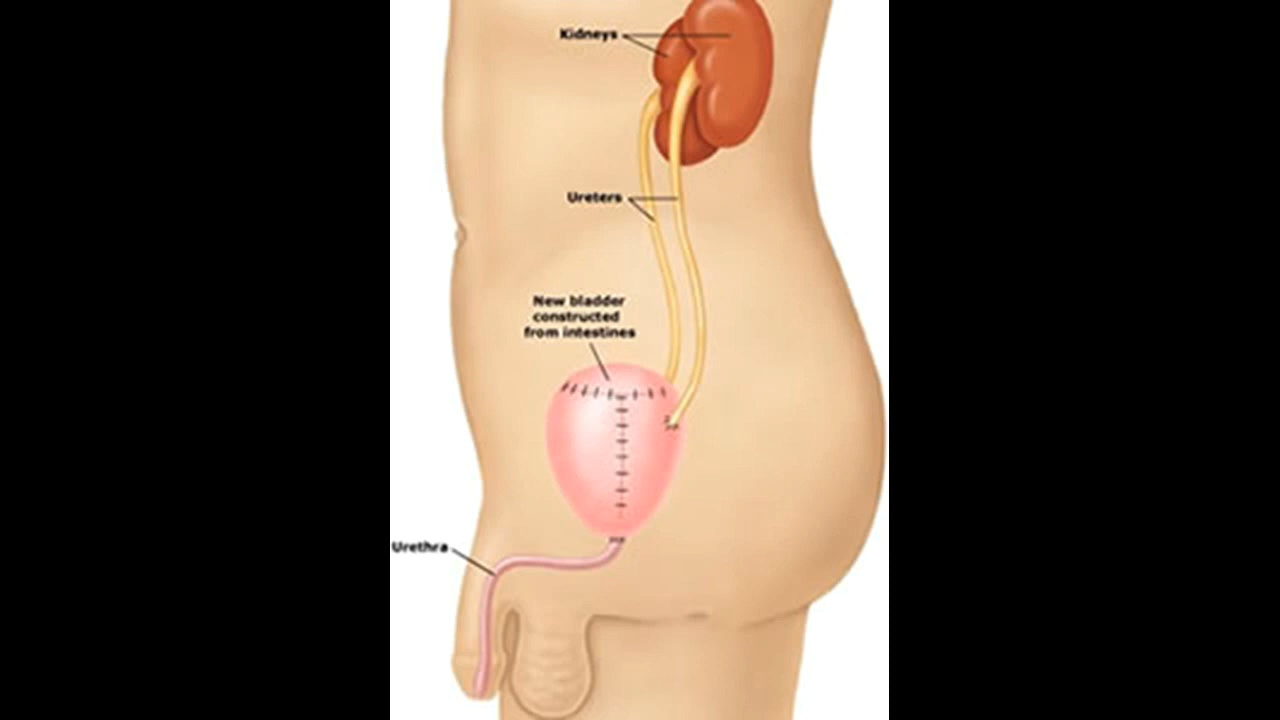 Kidneys
Ureters
New bladder
constructed
from intestines
Urethra